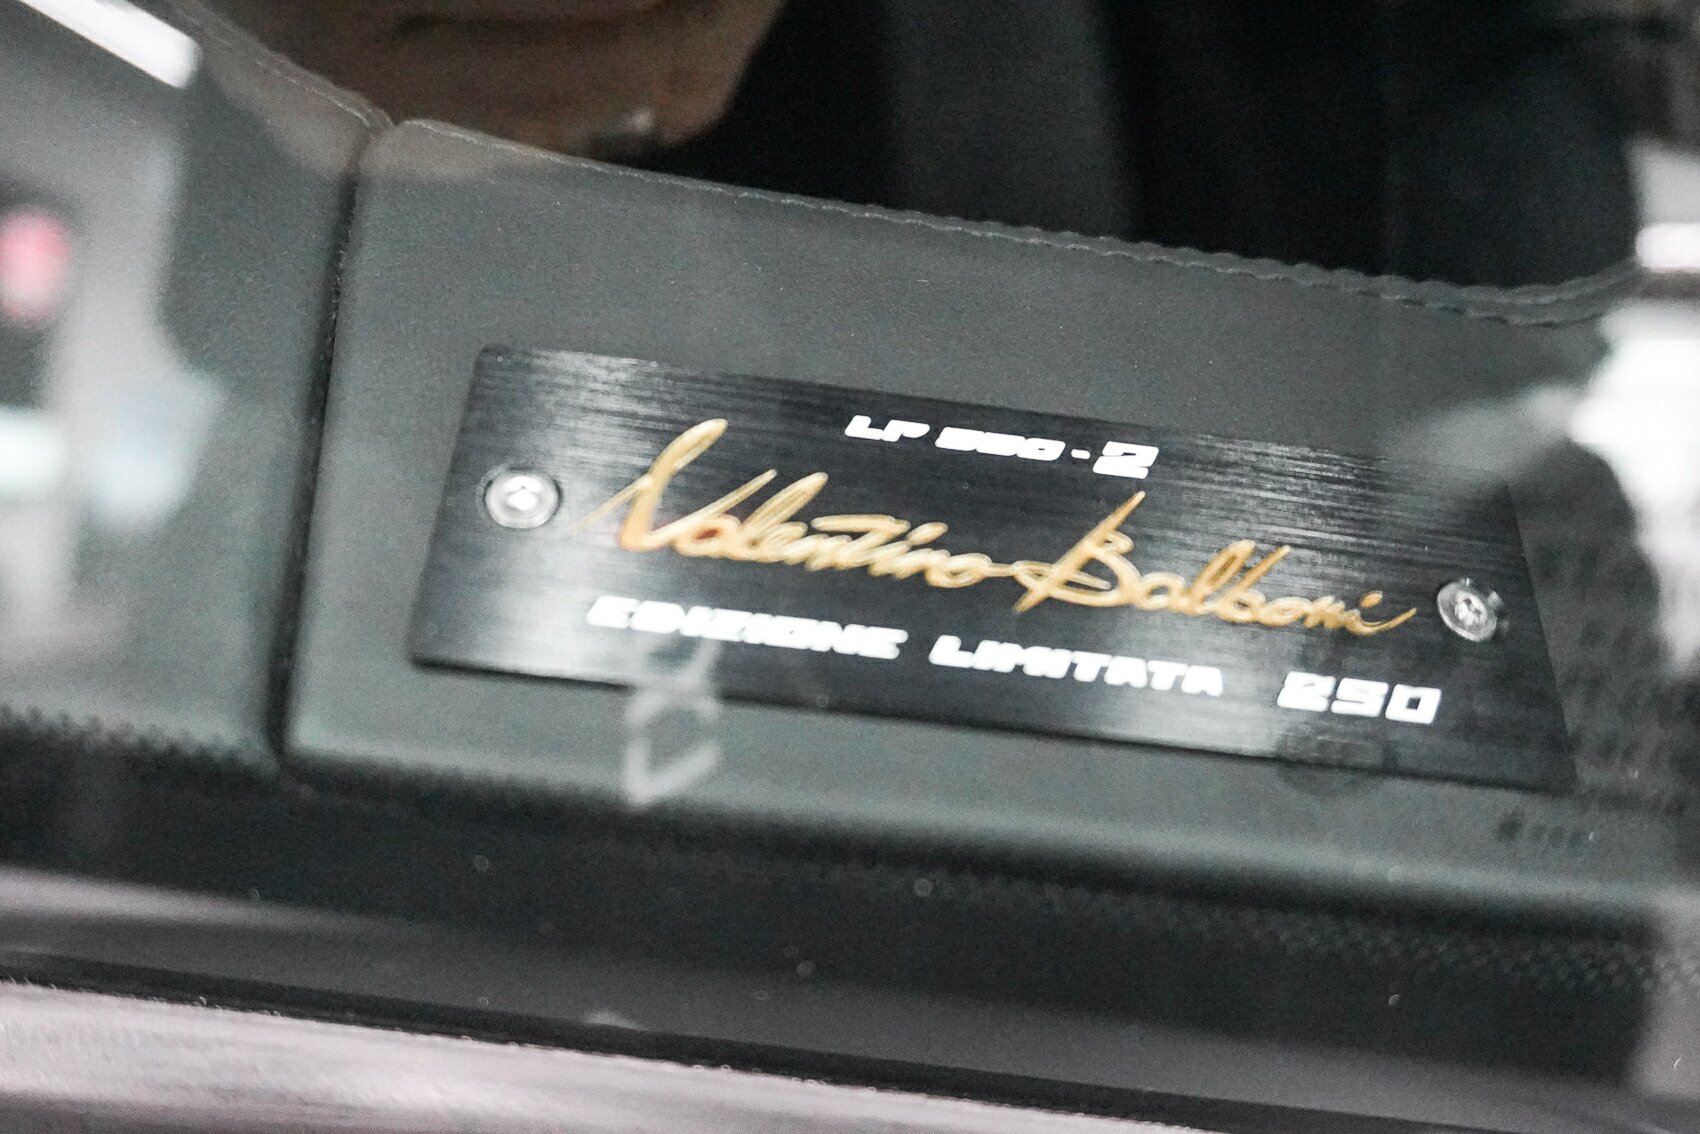 LP 550-2
Valentino Balboni
EDIZIONE LIMITATA 250